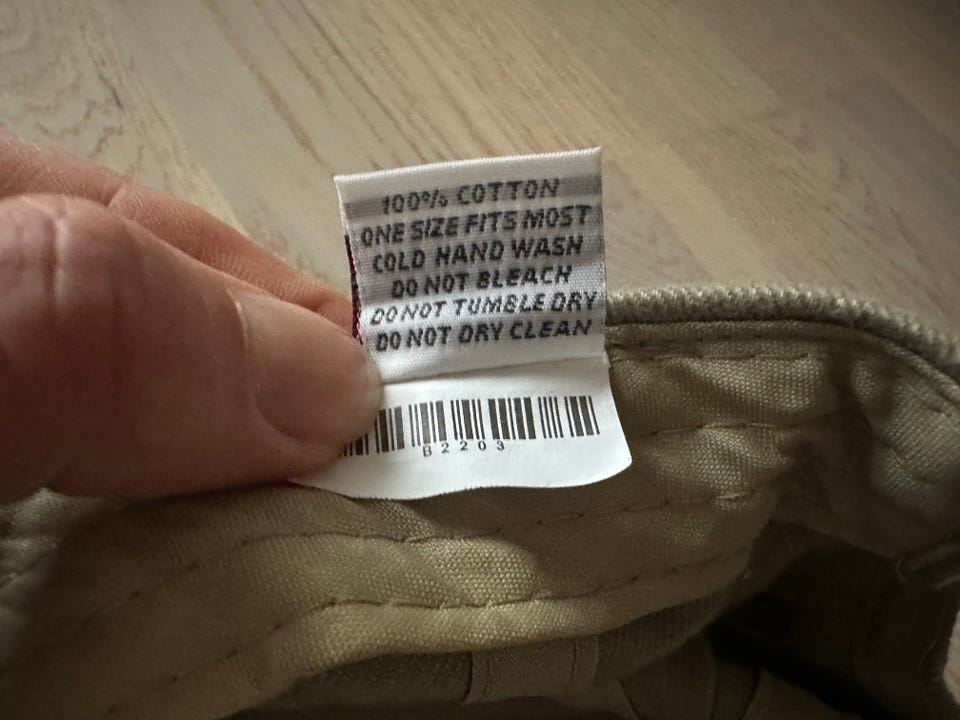 100% COTTON
ONE SIZE FITS MOST
COLD HAND WASH
DO NOT BLEACH
DO NOT TUMBLE DRY
DO NOT DRY CLEAN
B2203